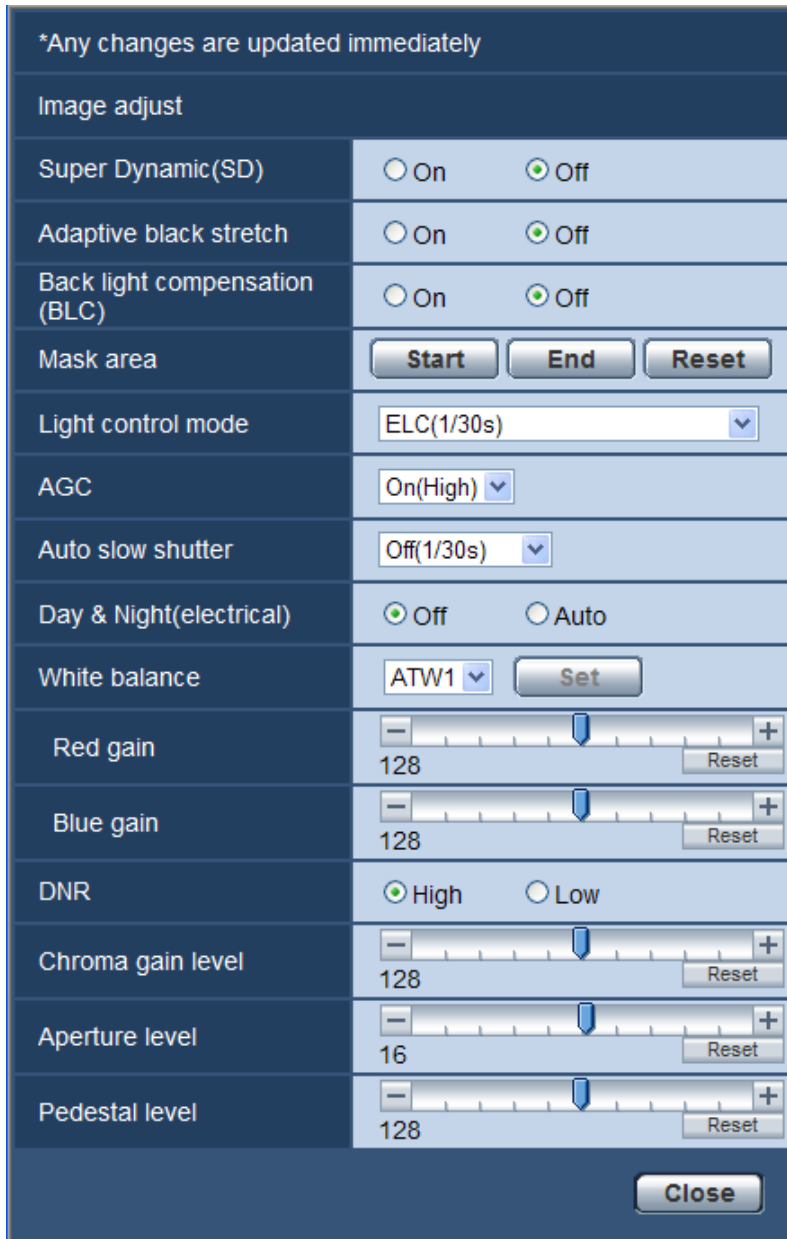 *Any changes are updated immediately
Image adjust
Super Dynamic(SD) On Off
Adaptive black stretch On Off
Back light compensation
(BLC) On Off
Mask area Start End Reset
Light control mode ELC(1/30s)
AGC On(High)
Auto slow shutter Off(1/30s)
Day & Night(electrical) Off Auto
White balance ATW1 Set
Red gain − +
128 Reset
Blue gain − +
128 Reset
DNR High Low
Chroma gain level − +
128 Reset
Aperture level − +
16 Reset
Pedestal level − +
128 Reset
Close